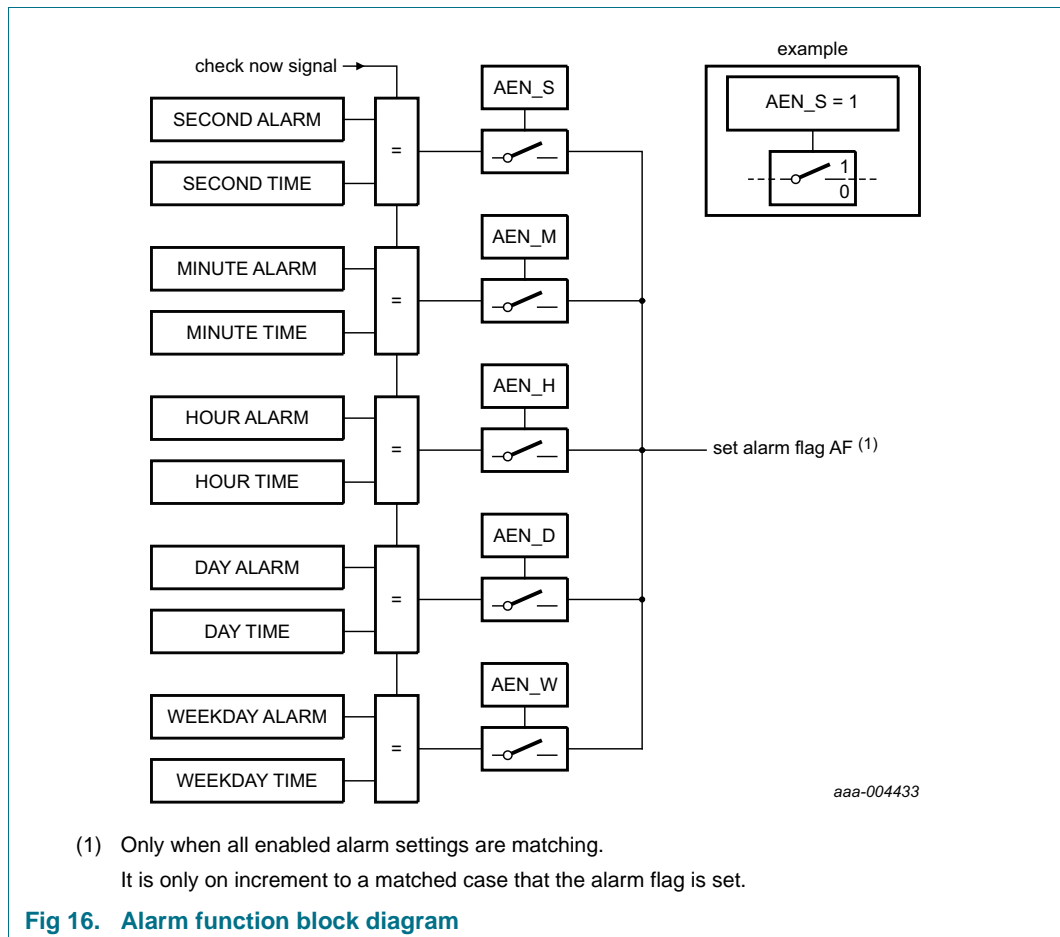 example
check now signal
AEN_S
AEN_S = 1
SECOND ALARM
=
1
0
SECOND TIME
AEN_M
MINUTE ALARM
=
MINUTE TIME
AEN_H
HOUR ALARM
=
set alarm flag AF (1)
HOUR TIME
AEN_D
DAY ALARM
=
DAY TIME
AEN_W
WEEKDAY ALARM
=
WEEKDAY TIME
aaa-004433
(1) Only when all enabled alarm settings are matching.
It is only on increment to a matched case that the alarm flag is set.
Fig 16. Alarm function block diagram